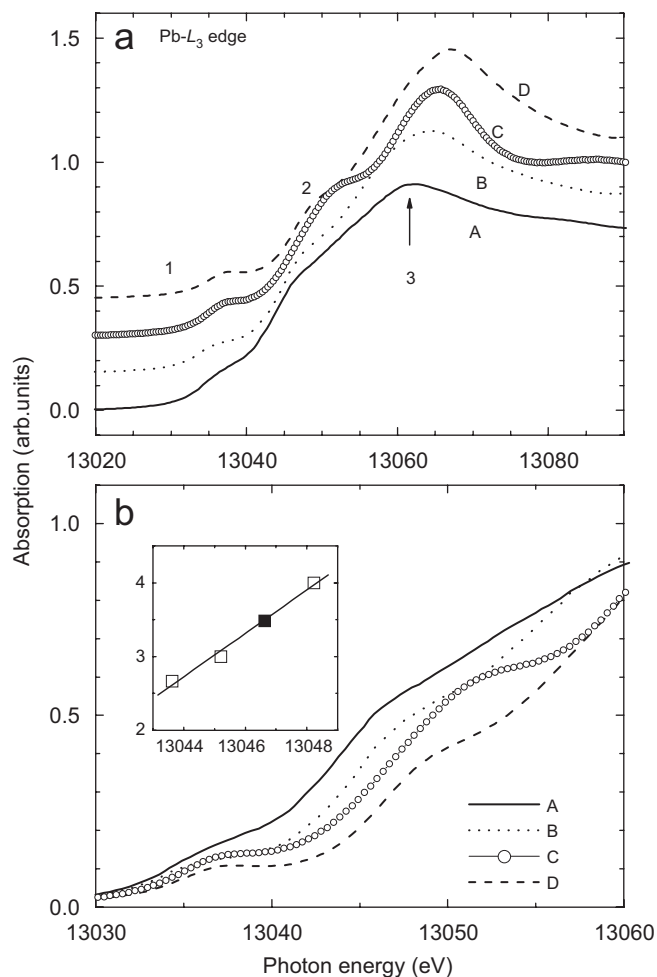 a
Pb-L3 edge
1.5
1.0
0.5
0.0
1
2
3
D
C
B
A
13020 13040 13060 13080
Absorption (arb.units)
b
1.0
0.5
0.0
4
3
2
13044 13046 13048
A
B
C
D
13030 13040 13050 13060
Photon energy (eV)